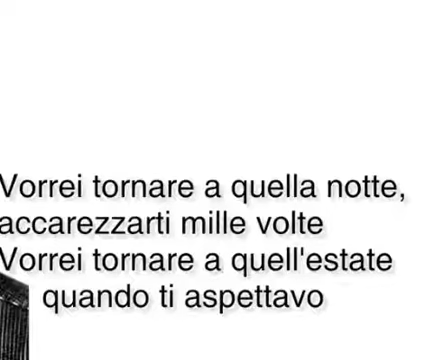 Vorrei tornare a quella notte,
accarezzarti mille volte
Vorrei tornare a quell'estate
quando ti aspettavo